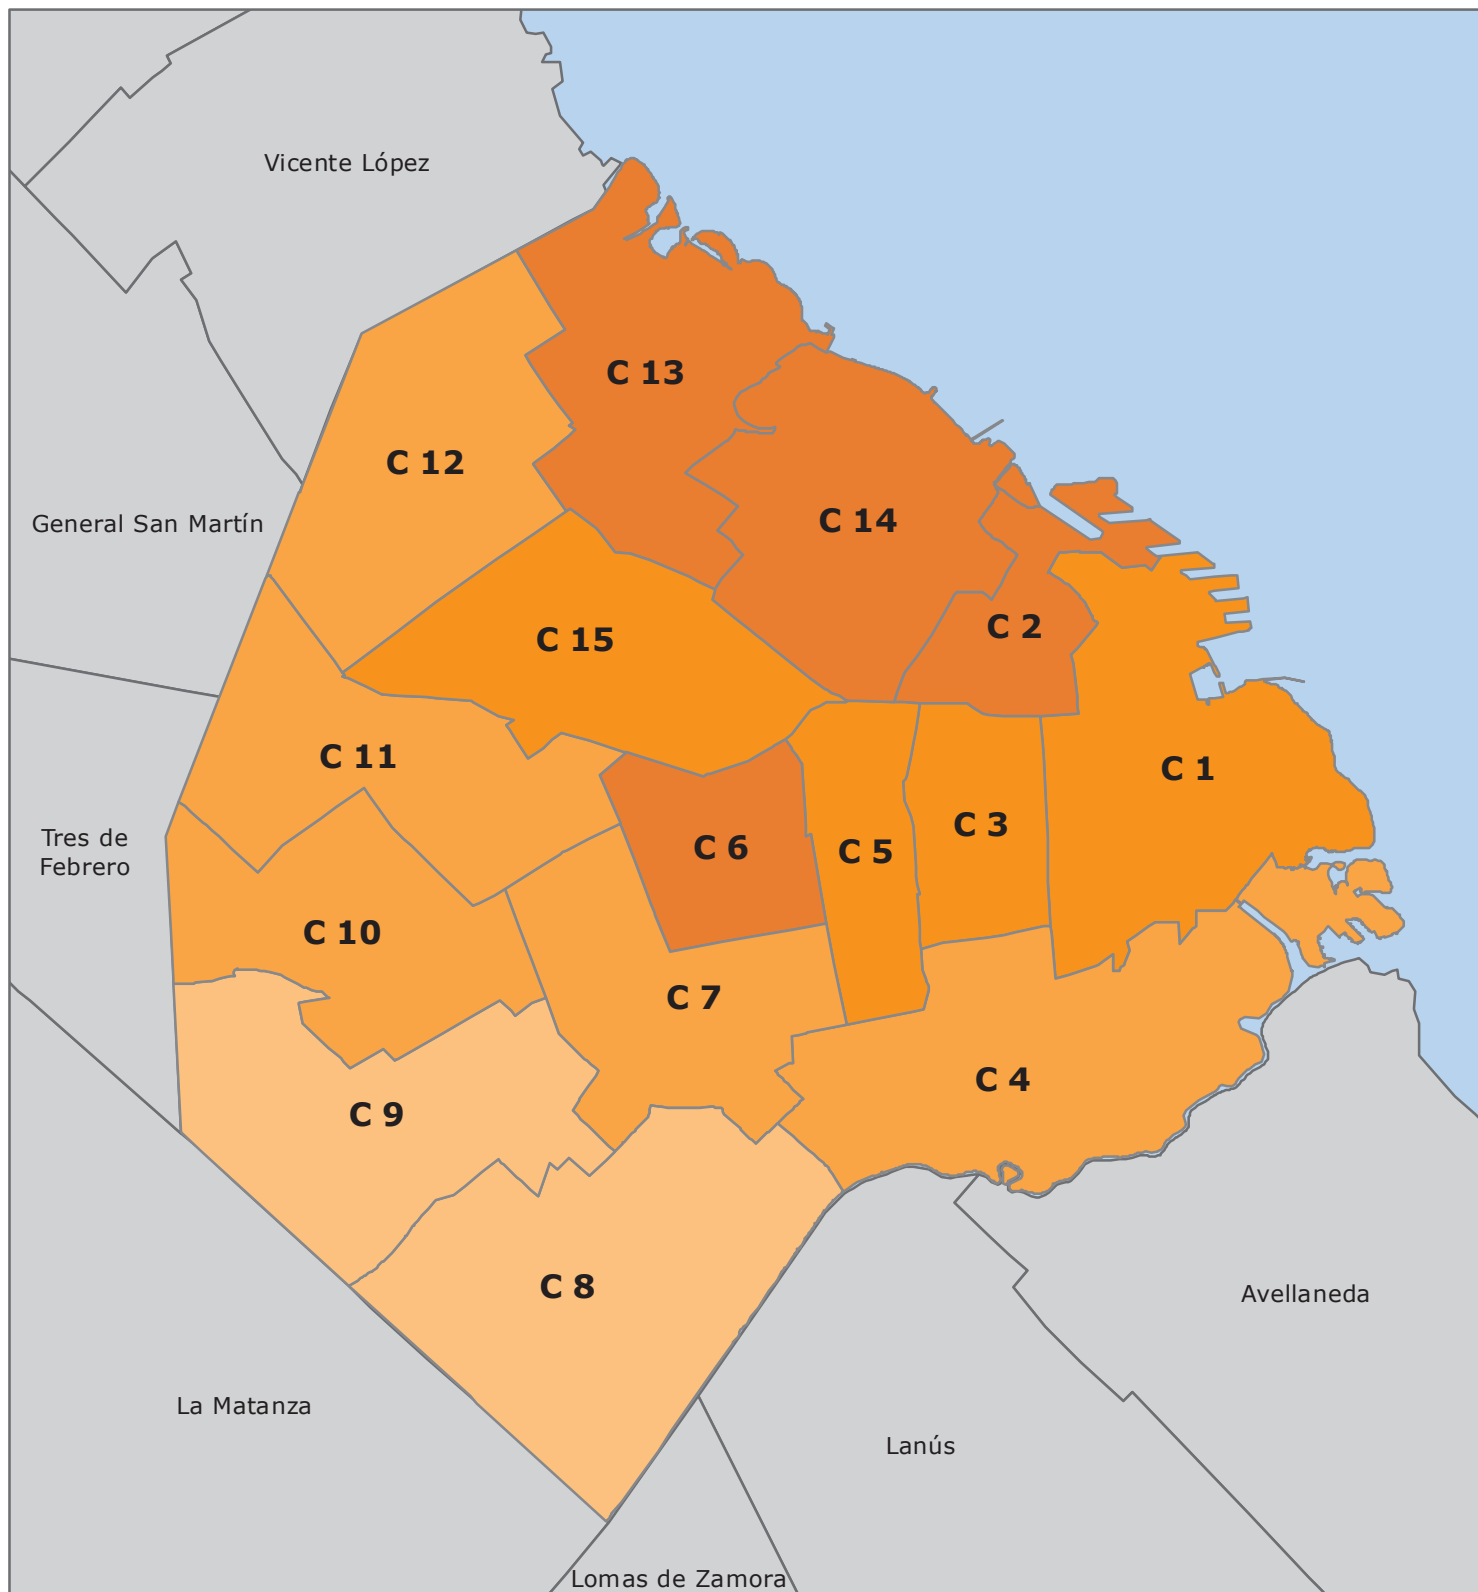 Vicente López
C 13
C 12
General San Martín
C 14
C 2
C 15
C 11
C 1
C 3
Tres de
Febrero
C 6
C 5
C 10
C 7
C 4
C 9
C 8
Avellaneda
La Matanza
Lanús
Lomas de Zamora